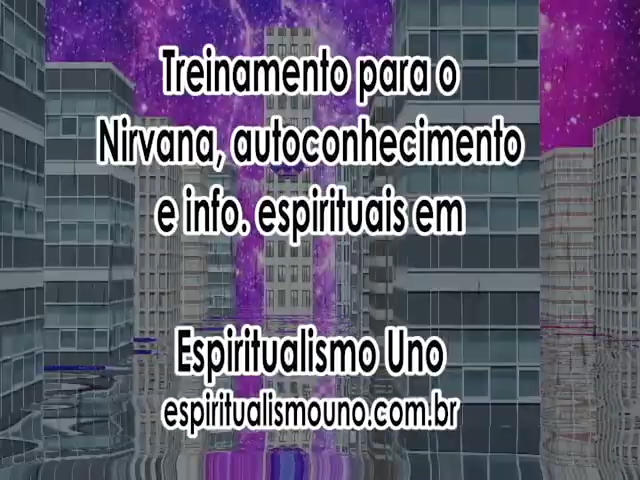 Treinamento para o
Nirvana, autoconhecimento
e info. espirituais em
Espiritualismo Uno
espiritualismouno.com.br